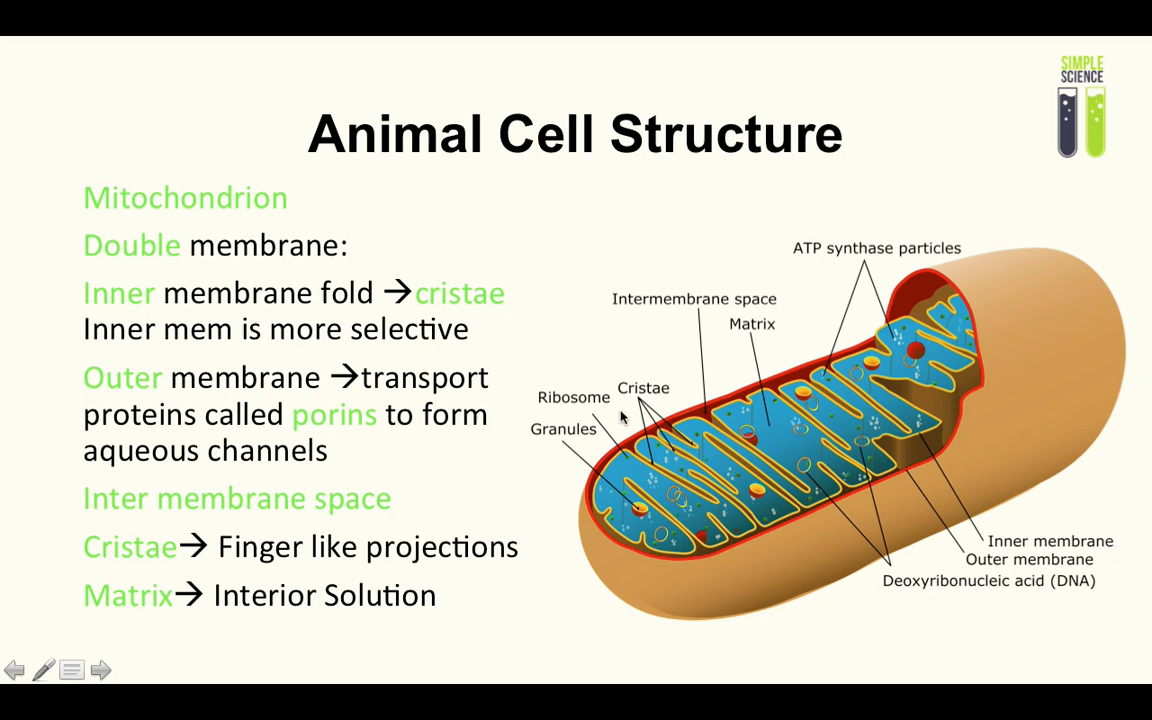 SIMPLE
SCIENCE
Animal Cell Structure
Mitochondrion
Double membrane:
Inner membrane fold →cristae
Inner mem is more selective
Outer membrane →transport
proteins called porins to form
aqueous channels
Inter membrane space
Cristae→ Finger like projections
Matrix→ Interior Solution
ATP synthase particles
Intermembrane space
Matrix
Cristae
Ribosome
Granules
Inner membrane
Outer membrane
Deoxyribonucleic acid (DNA)